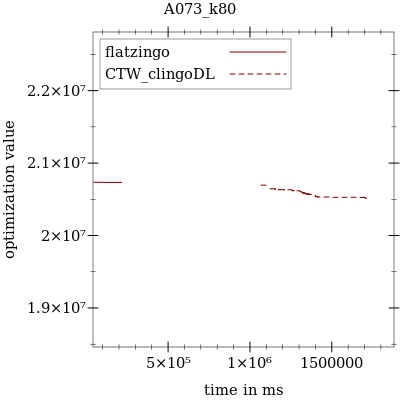 A073_k80
flatzingo
CTW_clingoDL
optimization value
2.2×10⁷
2.1×10⁷
2×10⁷
1.9×10⁷
5×10⁵ 1×10⁶ 1500000
time in ms